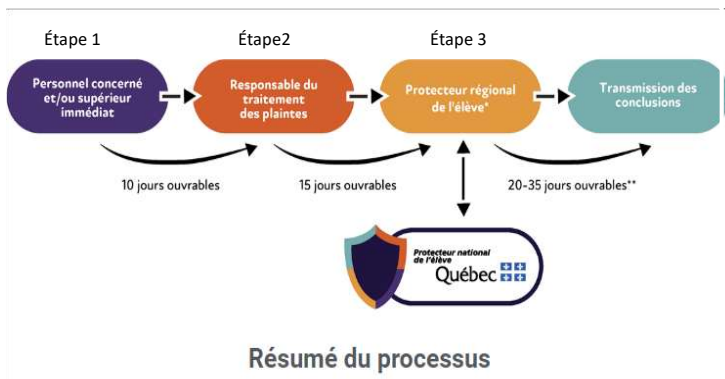 Étape 1
Étape2
Étape 3
Personnel concerné
et/ou supérieur
immédiat
Responsable du
traitement
des plaintes
Protecteur régional
de l'élève*
Transmission des
conclusions
10 jours ouvrables
15 jours ouvrables
20-35 jours ouvrables**
Protecteur national
de l'élève
Québec
Résumé du processus